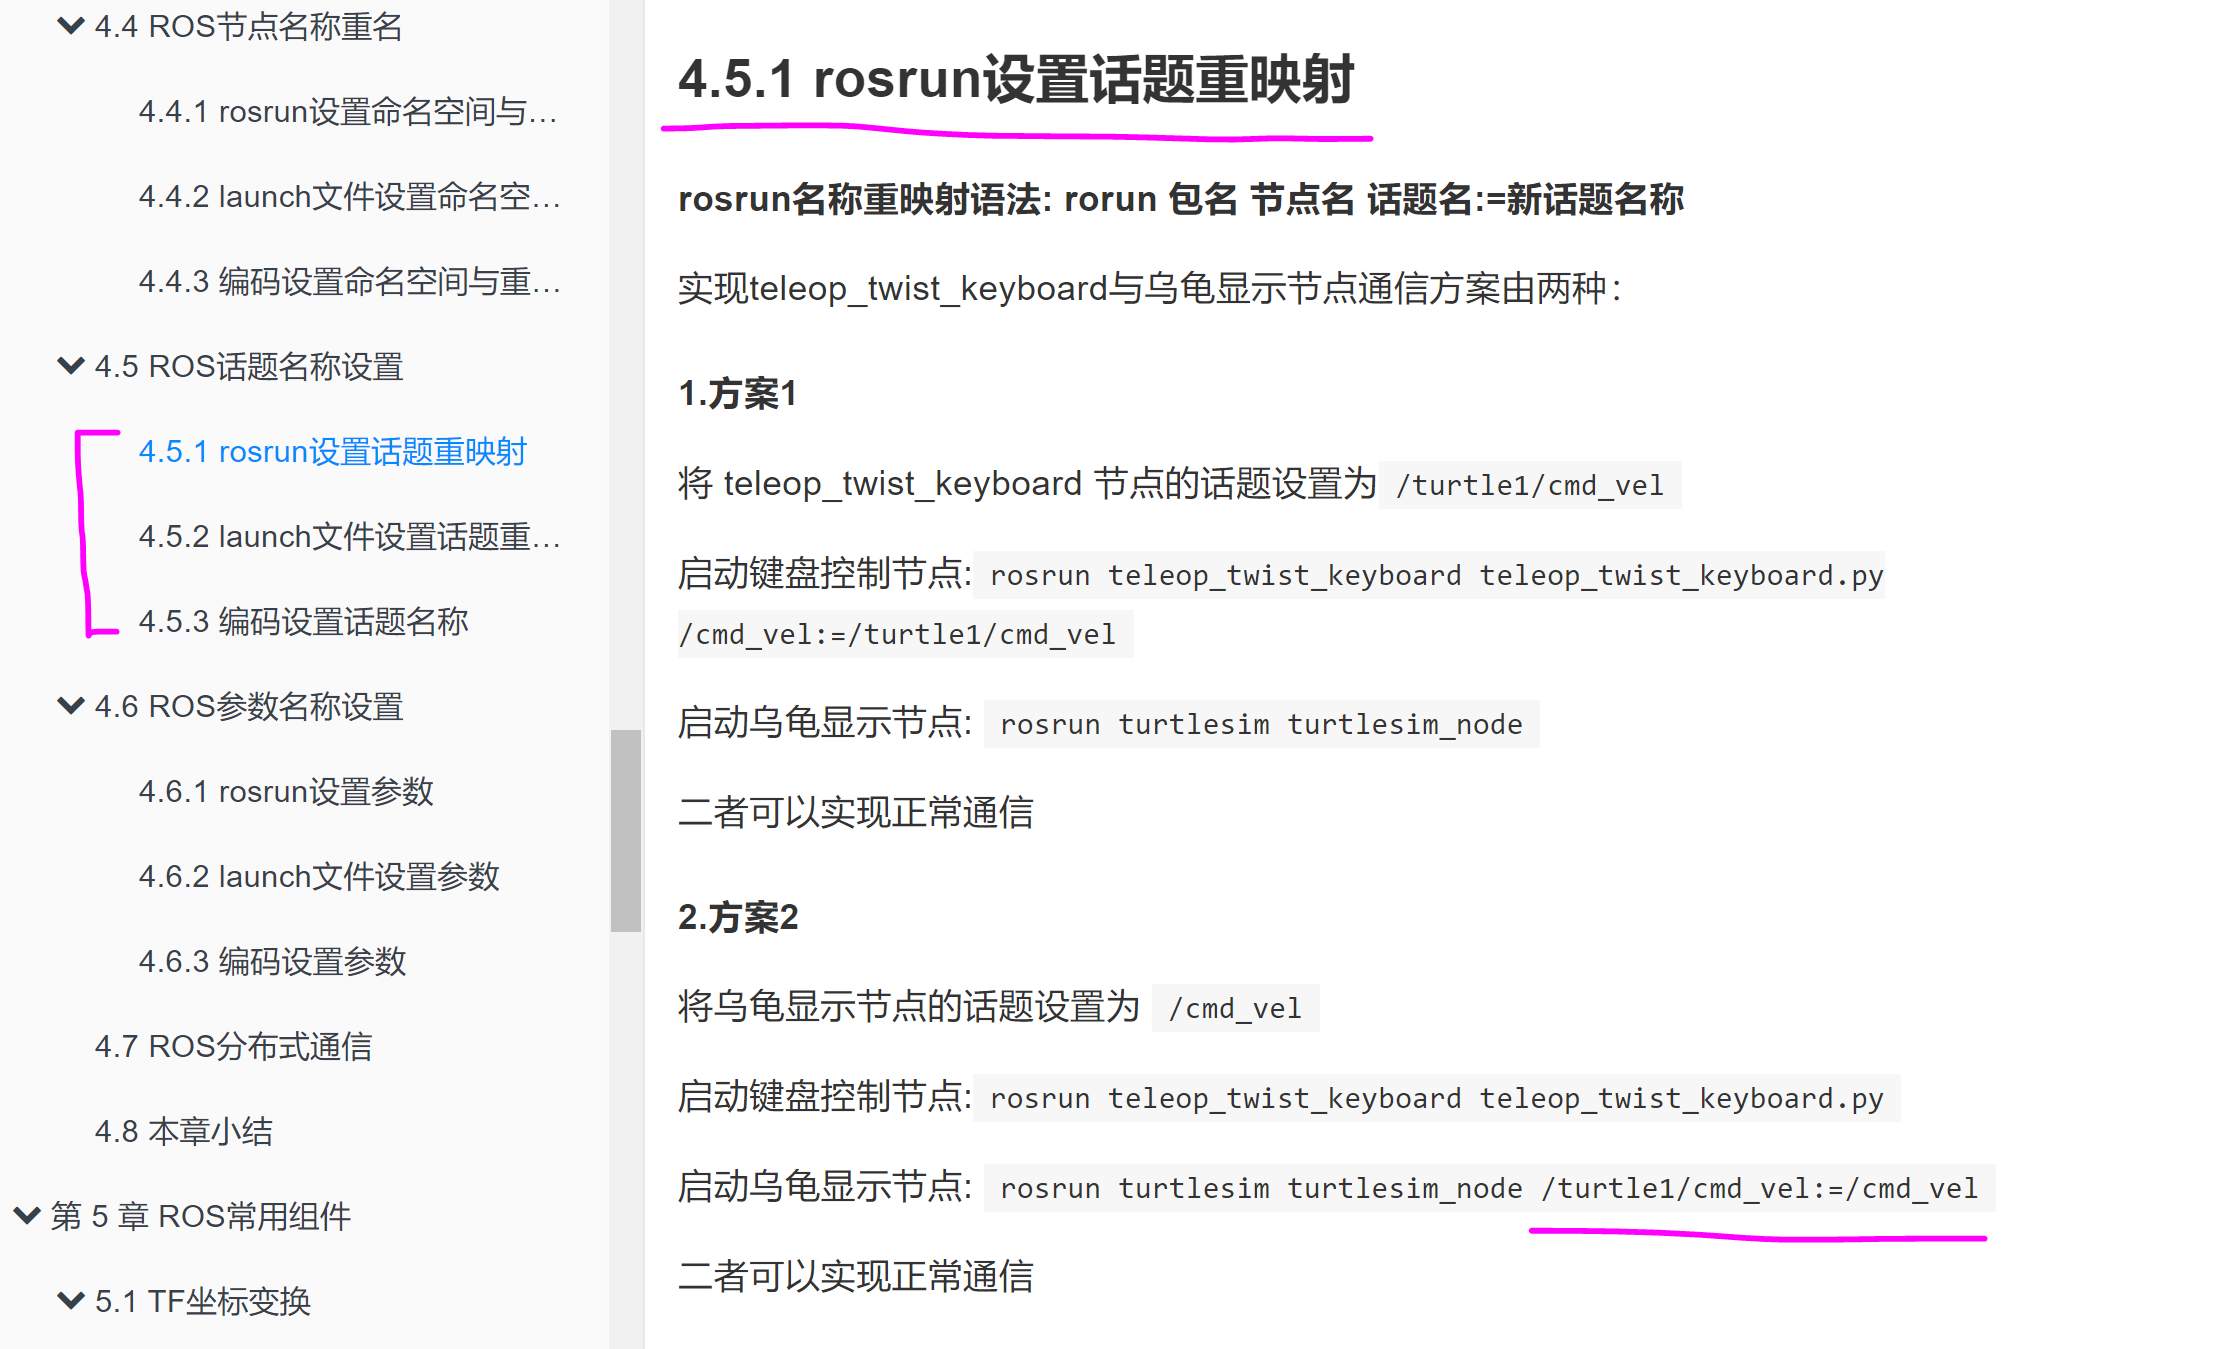 4.4 ROS节点名称重名
4.4.1 rosrun设置命名空间与…
4.4.2 launch文件设置命名空…
4.4.3 编码设置命名空间与重…
4.5 ROS话题名称设置
4.5.1 rosrun设置话题重映射
4.5.2 launch文件设置话题重…
4.5.3 编码设置话题名称
4.6 ROS参数名称设置
4.6.1 rosrun设置参数
4.6.2 launch文件设置参数
4.6.3 编码设置参数
4.7 ROS分布式通信
4.8 本章小结
第 5 章 ROS常用组件
5.1 TF坐标变换
4.5.1 rosrun设置话题重映射
rosrun名称重映射语法: rorun 包名 节点名 话题名:=新话题名称
实现teleop_twist_keyboard与乌龟显示节点通信方案由两种：
1.方案1
将 teleop_twist_keyboard 节点的话题设置为 /turtle1/cmd_vel
启动键盘控制节点: rosrun teleop_twist_keyboard teleop_twist_keyboard.py
/cmd_vel:=/turtle1/cmd_vel
启动乌龟显示节点: rosrun turtlesim turtlesim_node
二者可以实现正常通信
2.方案2
将乌龟显示节点的话题设置为 /cmd_vel
启动键盘控制节点: rosrun teleop_twist_keyboard teleop_twist_keyboard.py
启动乌龟显示节点: rosrun turtlesim turtlesim_node /turtle1/cmd_vel:=/cmd_vel
二者可以实现正常通信